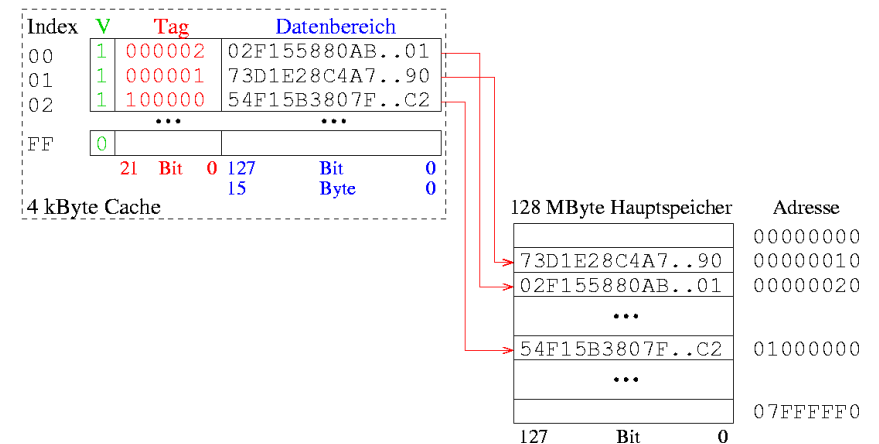 Index V Tag Datenbereich
00 1 000002 02F155880AB..01
01 1 000001 73D1E28C4A7..90
02 1 100000 54F15B3807F..C2
... ...
FF 0
21 Bit 0 127 Bit 0
15 Byte 0
4 kByte Cache
128 MByte Hauptspeicher Adresse
00000000
73D1E28C4A7..90 00000010
02F155880AB..01 00000020
...
54F15B3807F..C2 01000000
...
07FFFFF0
127 Bit 0